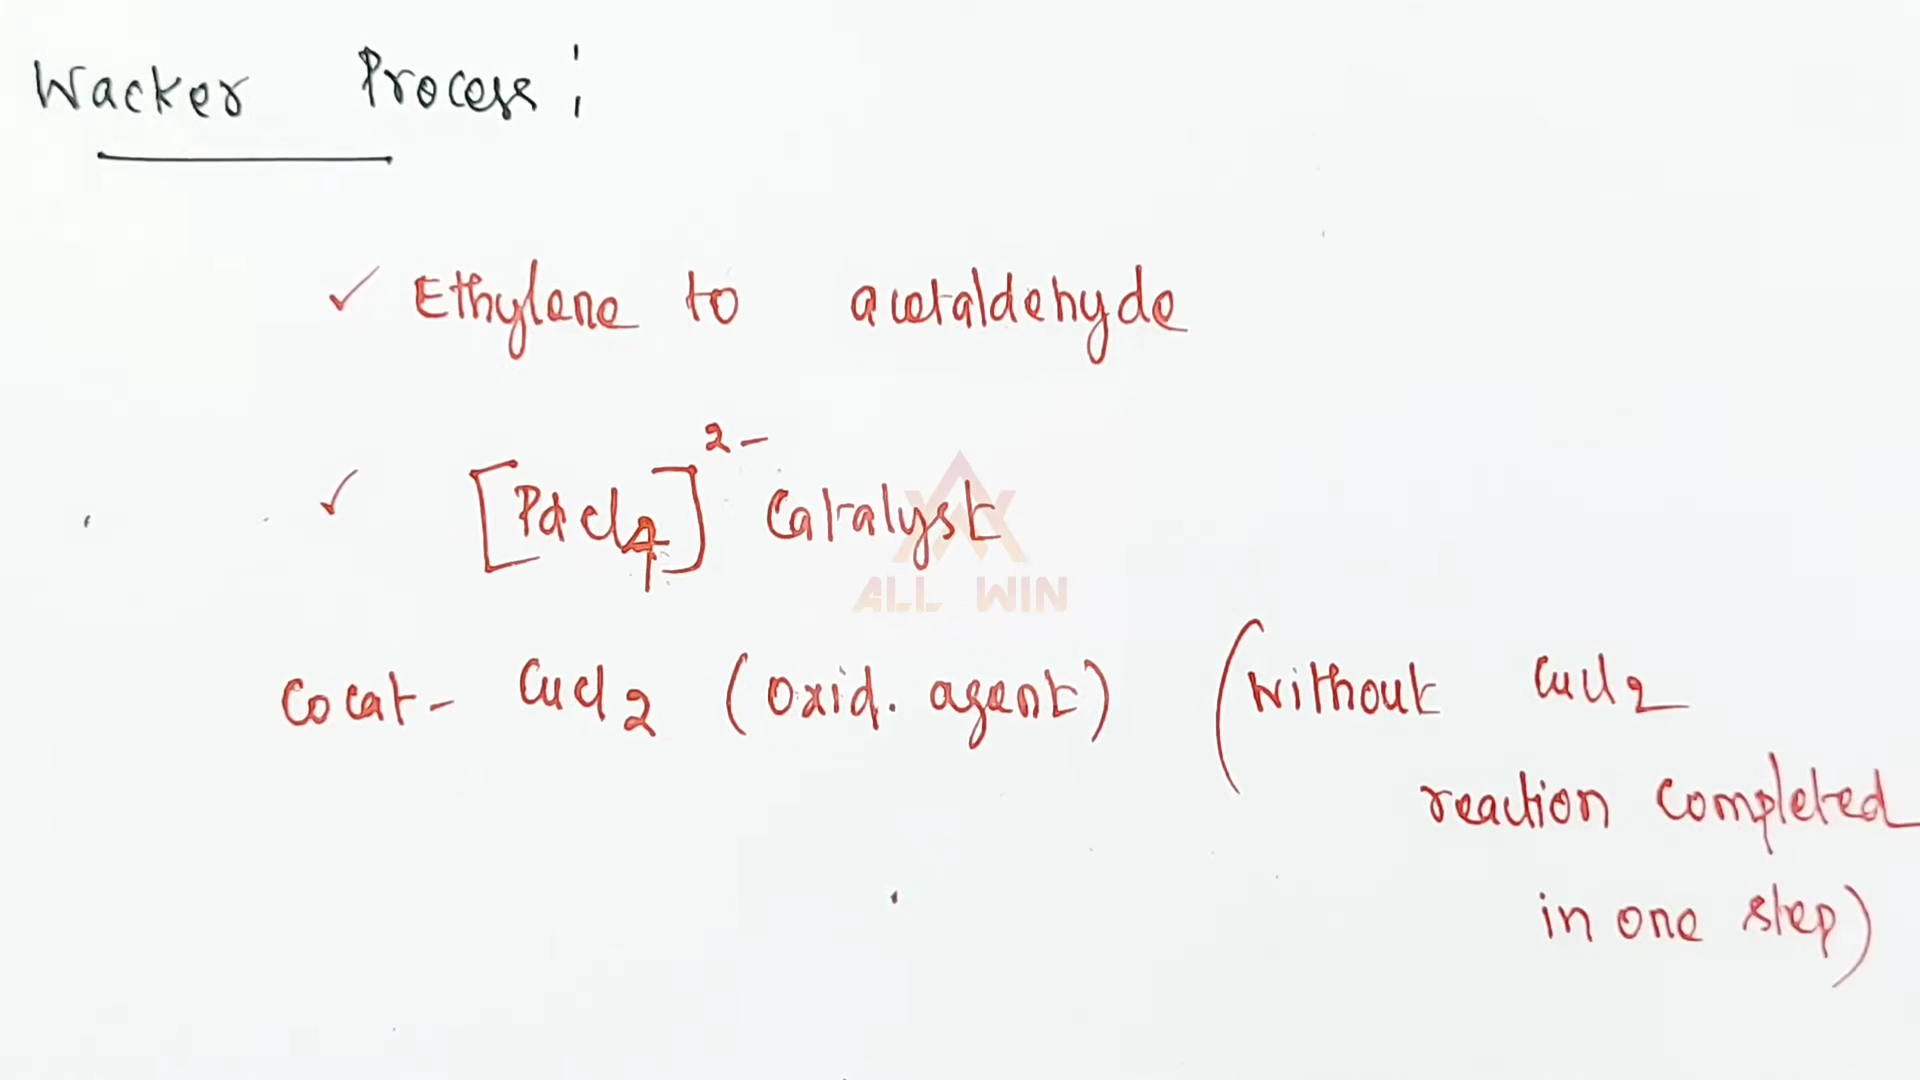 Wacker Process:
✓ Ethylene to acetaldehyde
✓ [PdCl4]2- Catalyst
ALL WIN
Cocat - CuCl2 (oxid. agent) (without CuCl2
reaction completed
in one step)